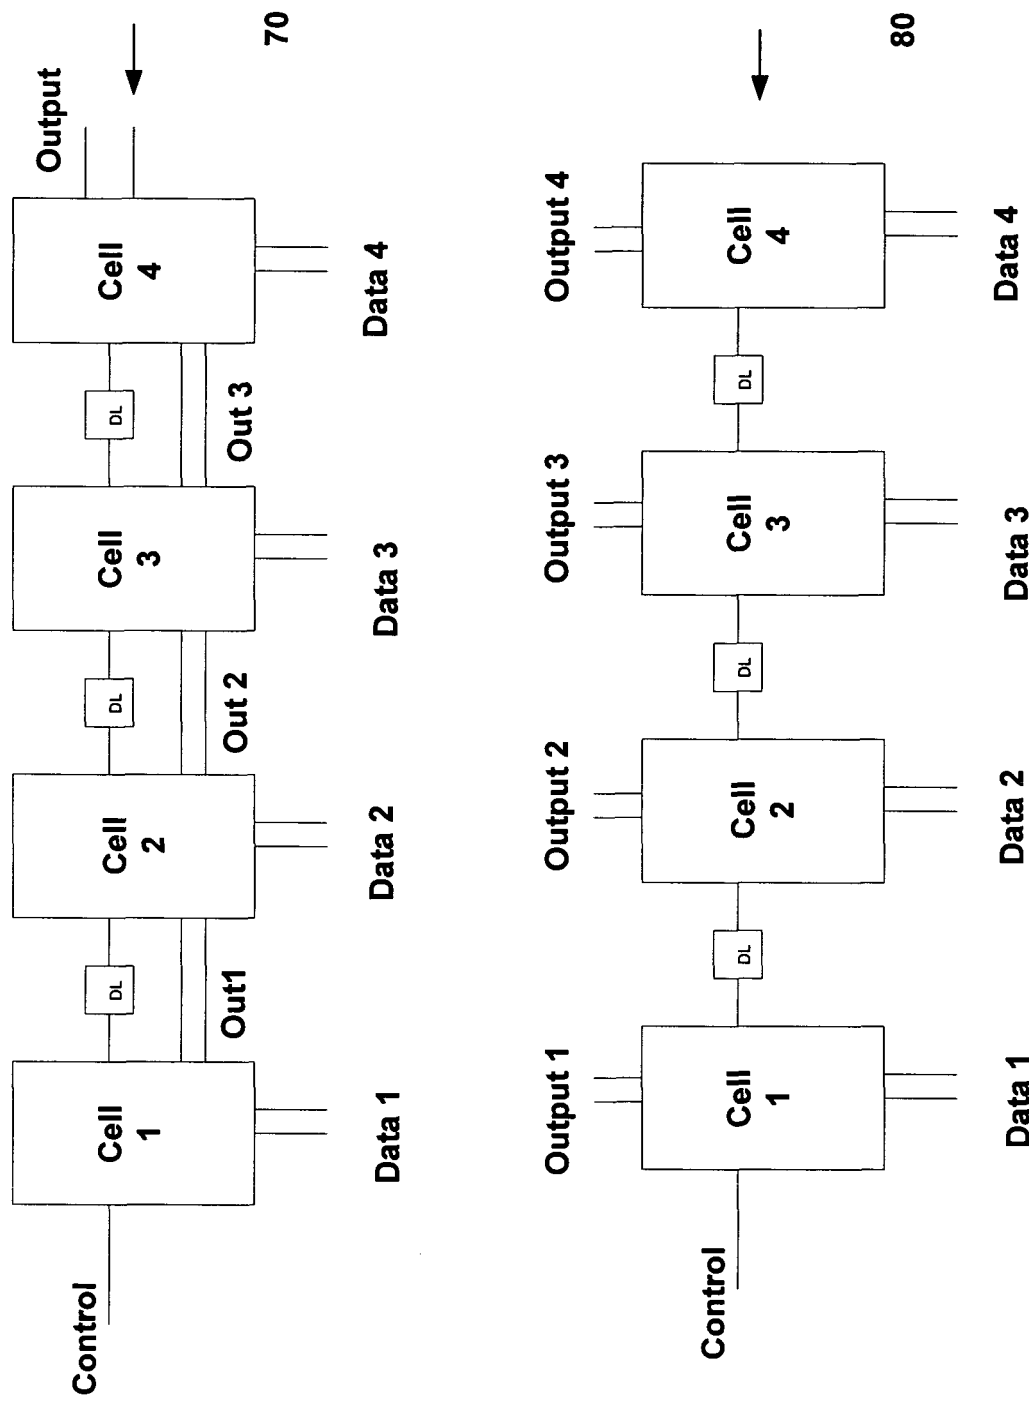 Output
70
Cell
1
DL
Cell
2
DL
Cell
3
DL
Cell
4
Control
Out1
Out 2
Out 3
Data 1
Data 2
Data 3
Data 4
Output 1
Output 2
Output 3
Output 4
80
Cell
1
DL
Cell
2
DL
Cell
3
DL
Cell
4
Control
Data 1
Data 2
Data 3
Data 4